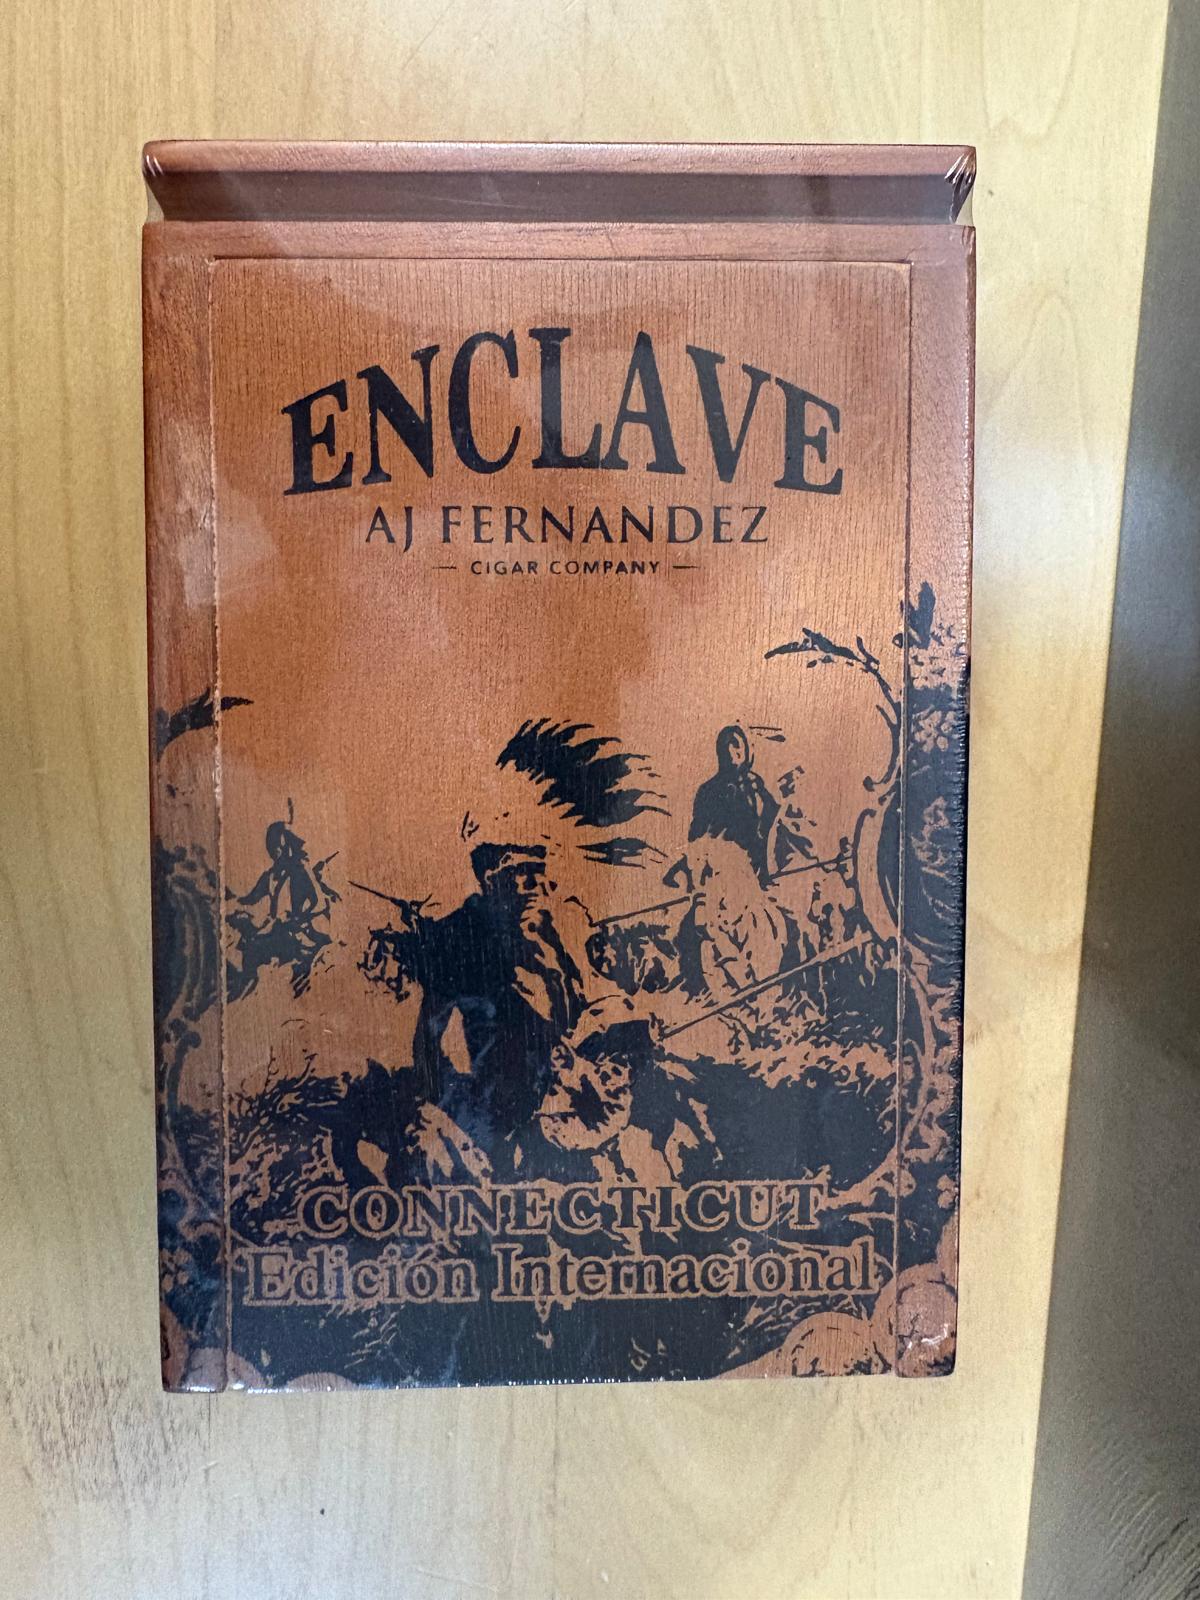 ENCLAVE
AJ FERNANDEZ
— CIGAR COMPANY —
CONNECTICUT
Edición Internacional